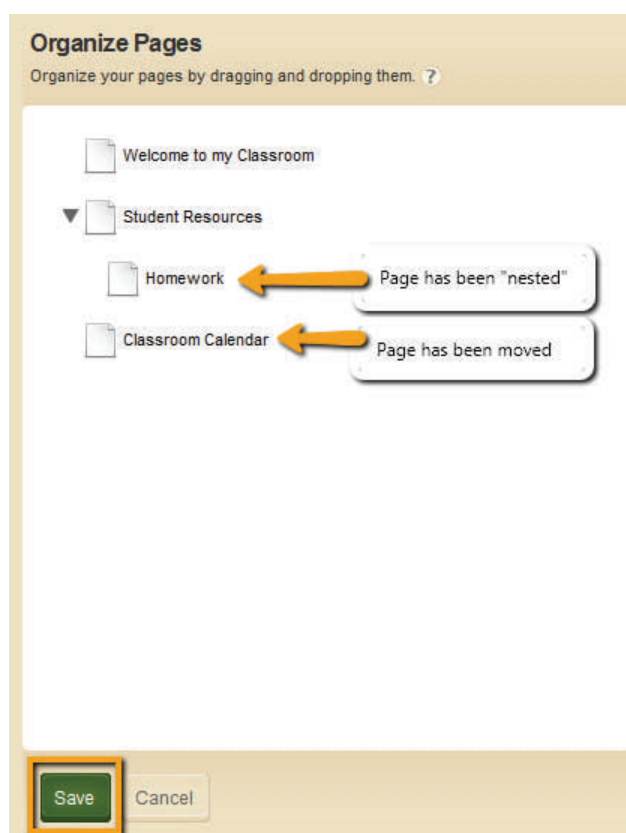 Organize Pages
Organize your pages by dragging and dropping them. ?
Welcome to my Classroom
Student Resources
Homework
Page has been "nested"
Classroom Calendar
Page has been moved
Save
Cancel